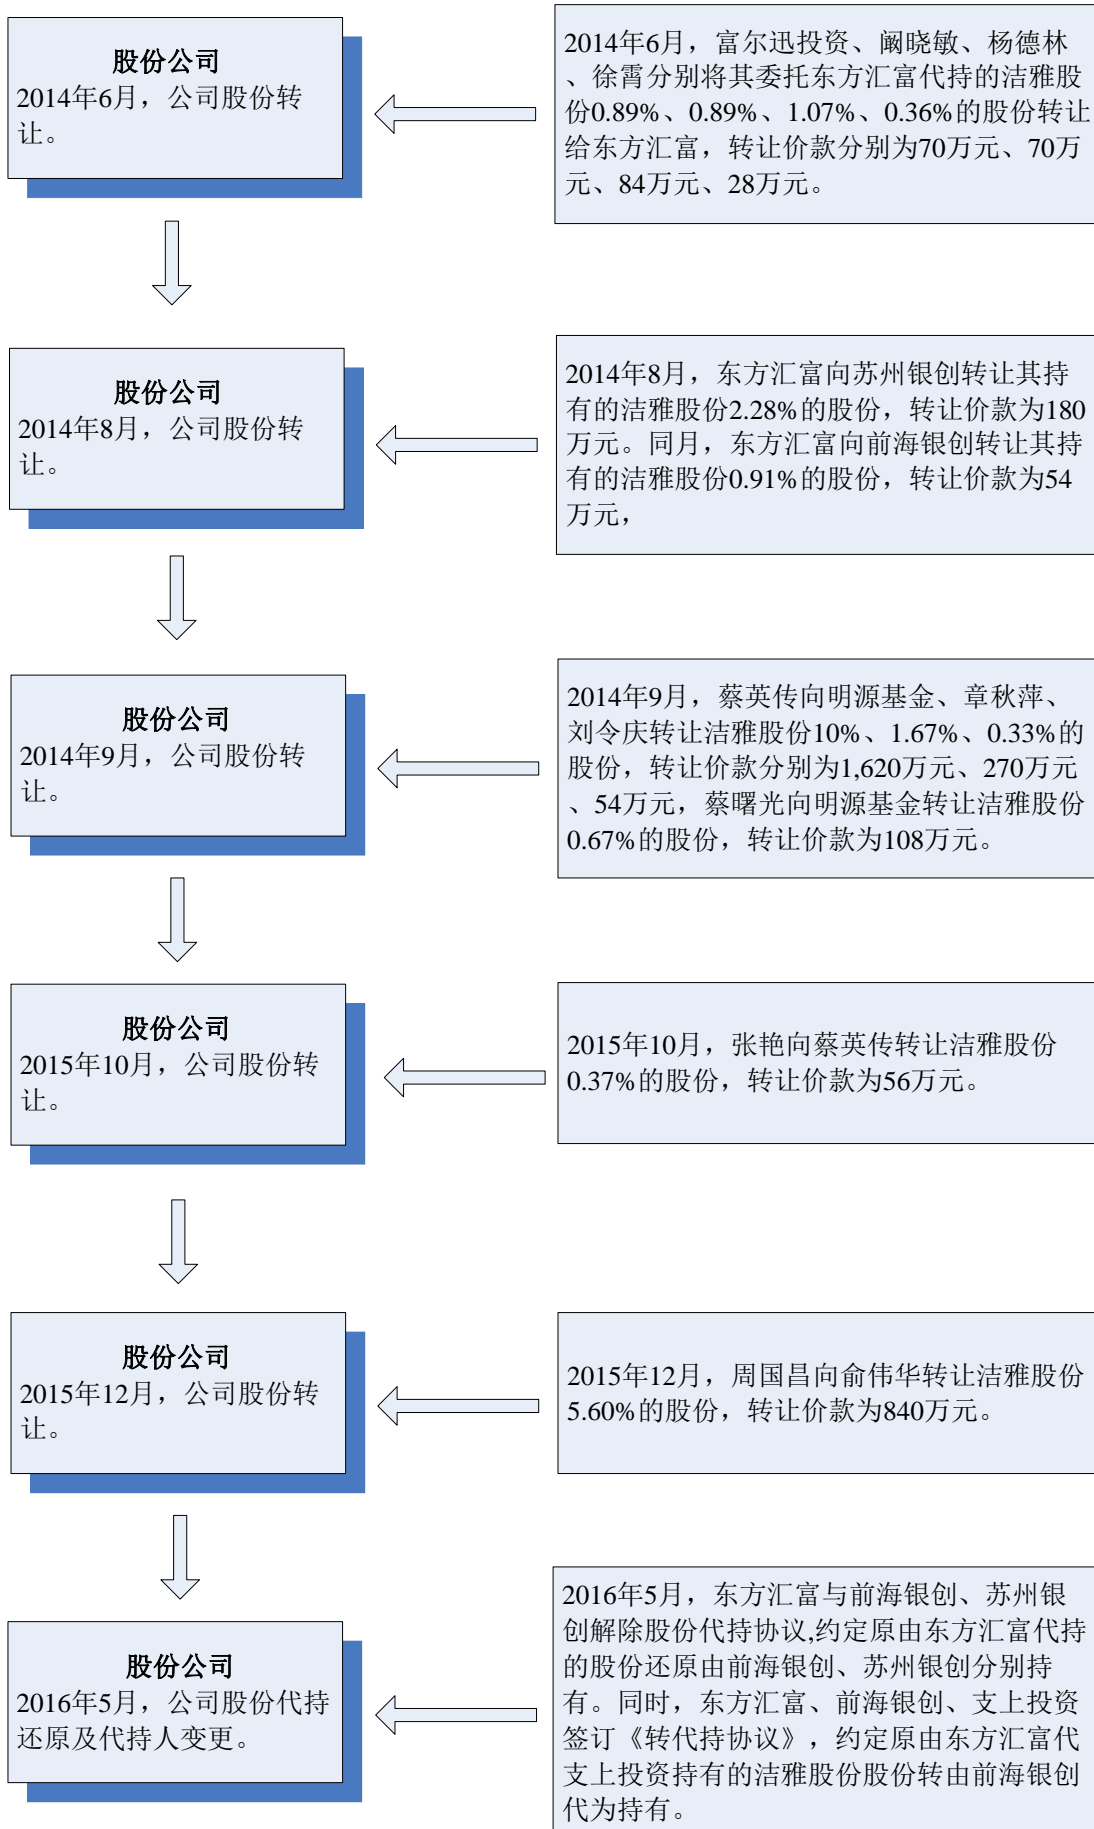 股份公司
2014年6月，公司股份转
让。
2014年6月，富尔迅投资、阚晓敏、杨德林
、徐霄分别将其委托东方汇富代持的洁雅股
份0.89%、0.89%、1.07%、0.36%的股份转让
给东方汇富，转让价款分别为70万元、70万
元、84万元、28万元。
股份公司
2014年8月，公司股份转
让。
2014年8月，东方汇富向苏州银创转让其持
有的洁雅股份2.28%的股份，转让价款为180
万元。同月，东方汇富向前海银创转让其持
有的洁雅股份0.91%的股份，转让价款为54
万元，
股份公司
2014年9月，公司股份转
让。
2014年9月，蔡英传向明源基金、章秋萍、
刘令庆转让洁雅股份10%、1.67%、0.33%的
股份，转让价款分别为1,620万元、270万元
、54万元，蔡曙光向明源基金转让洁雅股份
0.67%的股份，转让价款为108万元。
股份公司
2015年10月，公司股份转
让。
2015年10月，张艳向蔡英传转让洁雅股份
0.37%的股份，转让价款为56万元。
股份公司
2015年12月，公司股份转
让。
2015年12月，周国昌向俞伟华转让洁雅股份
5.60%的股份，转让价款为840万元。
股份公司
2016年5月，公司股份代持
还原及代持人变更。
2016年5月，东方汇富与前海银创、苏州银
创解除股份代持协议,约定原由东方汇富代持
的股份还原由前海银创、苏州银创分别持
有。同时，东方汇富、前海银创、支上投资
签订《转代持协议》，约定原由东方汇富代
支上投资持有的洁雅股份股份转由前海银创
代为持有。